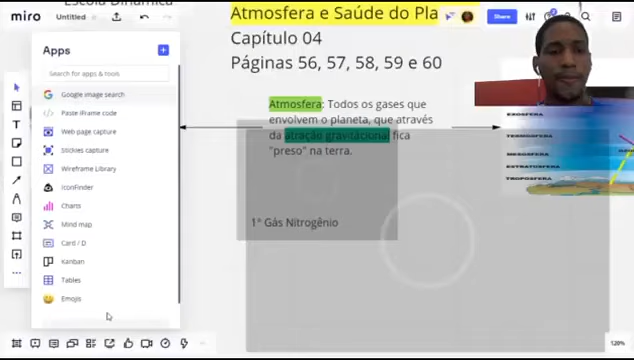 Escola Dinâmica
miro
Share
Atmosfera e Saúde do Pla
Capítulo 04
Páginas 56, 57, 58, 59 e 60
Apps
Search for apps & tools
Google image search
Paste iFrame code
Web page capture
Stickies capture
Wireframe Library
IconFinder
Charts
Mind map
Card / D
Kanban
Tables
Emojis
Atmosfera: Todos os gases que
envolvem o planeta, que através
da atração gravitacional fica
"preso" na terra.
1º Gás Nitrogênio
EXOSFERA
TERMOSFERA
MESOSFERA
ESTRATOSFERA
TROPOSFERA
120%